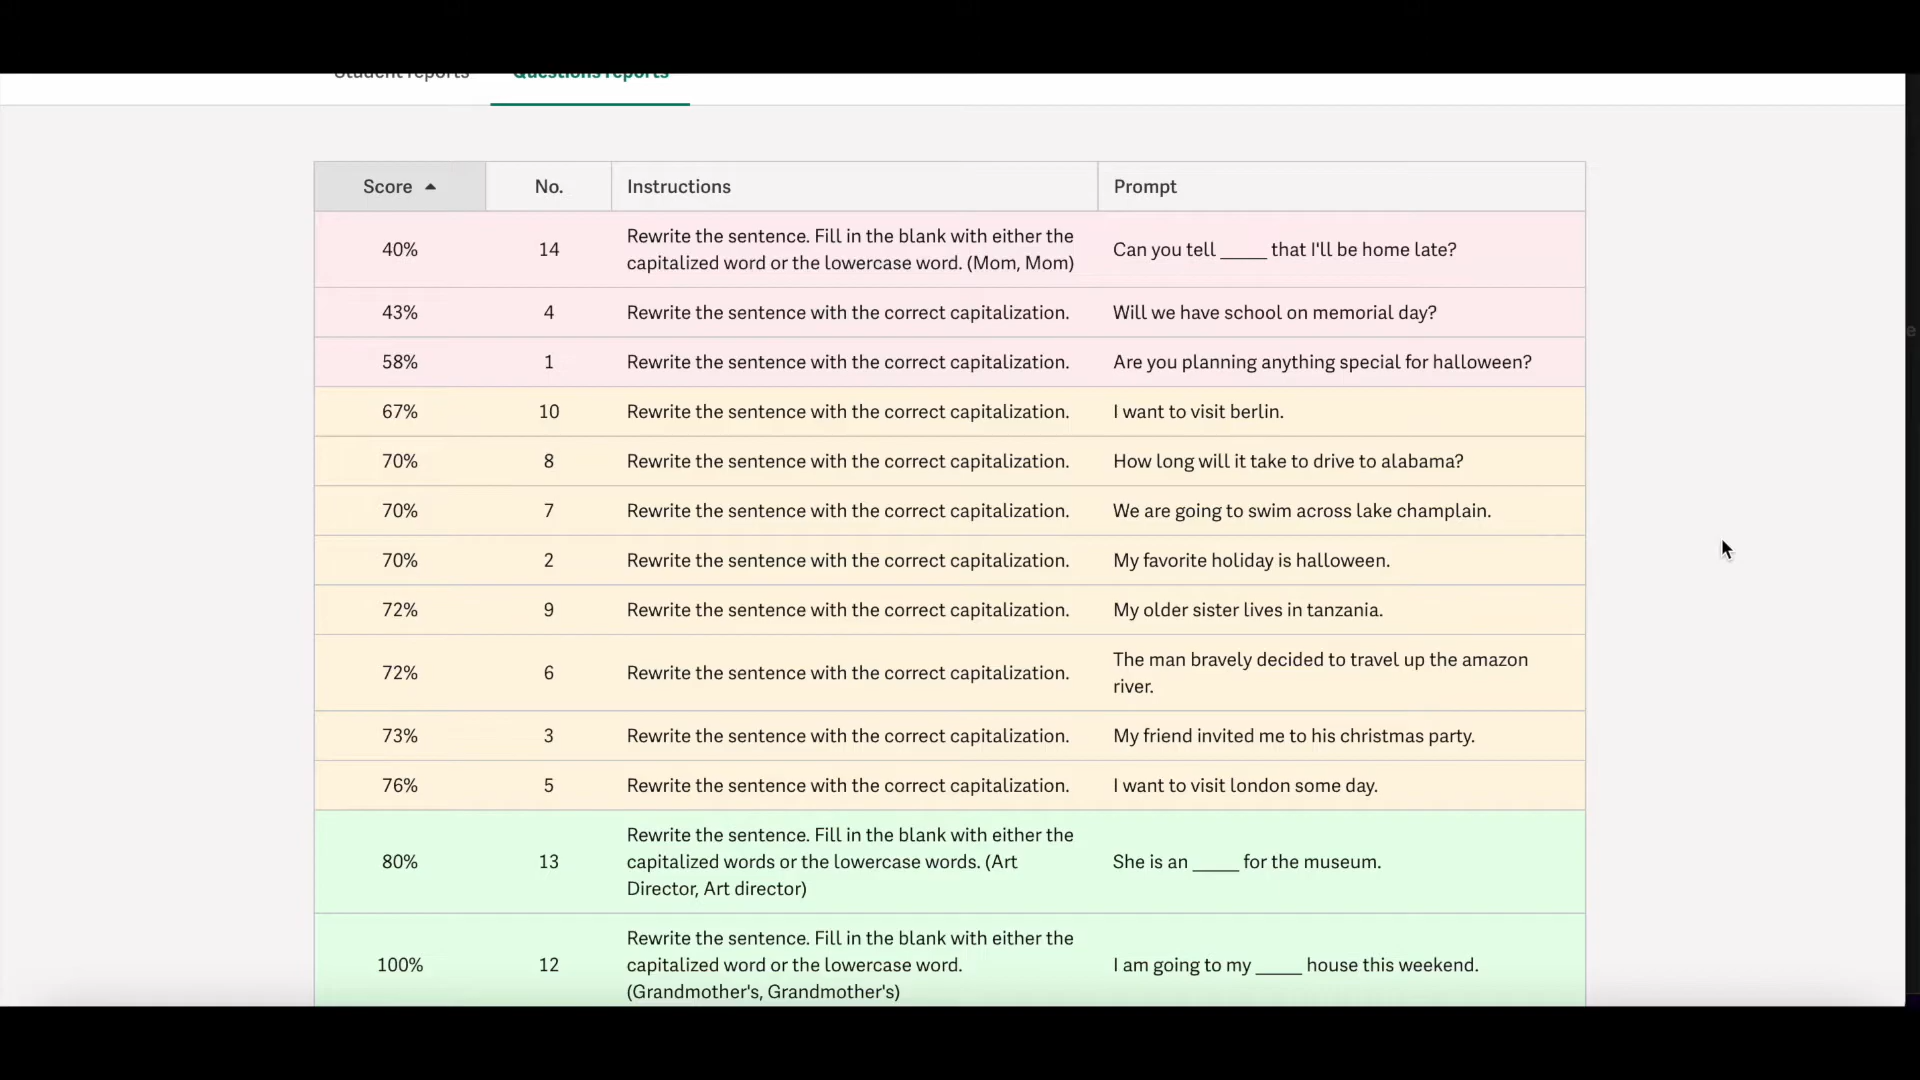 Student reports Questions reports
Score No. Instructions Prompt
40% 14 Rewrite the sentence. Fill in the blank with either the capitalized word or the lowercase word. (Mom, Mom) Can you tell _____ that I'll be home late?
43% 4 Rewrite the sentence with the correct capitalization. Will we have school on memorial day?
58% 1 Rewrite the sentence with the correct capitalization. Are you planning anything special for halloween?
67% 10 Rewrite the sentence with the correct capitalization. I want to visit berlin.
70% 8 Rewrite the sentence with the correct capitalization. How long will it take to drive to alabama?
70% 7 Rewrite the sentence with the correct capitalization. We are going to swim across lake champlain.
70% 2 Rewrite the sentence with the correct capitalization. My favorite holiday is halloween.
72% 9 Rewrite the sentence with the correct capitalization. My older sister lives in tanzania.
72% 6 Rewrite the sentence with the correct capitalization. The man bravely decided to travel up the amazon river.
73% 3 Rewrite the sentence with the correct capitalization. My friend invited me to his christmas party.
76% 5 Rewrite the sentence with the correct capitalization. I want to visit london some day.
80% 13 Rewrite the sentence. Fill in the blank with either the capitalized words or the lowercase words. (Art Director, Art director) She is an _____ for the museum.
100% 12 Rewrite the sentence. Fill in the blank with either the capitalized word or the lowercase word. (Grandmother's, Grandmother's) I am going to my _____ house this weekend.